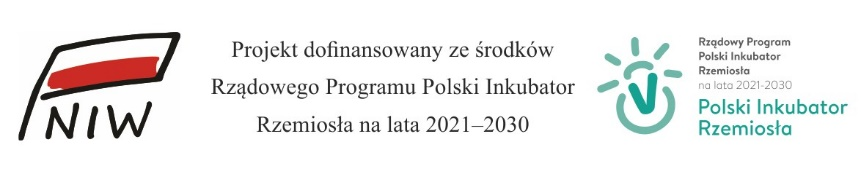 NIW
Projekt dofinansowany ze środków
Rządowego Programu Polski Inkubator
Rzemiosła na lata 2021–2030
Rządowy Program
Polski Inkubator
Rzemiosła
na lata 2021-2030
Polski Inkubator
Rzemiosła